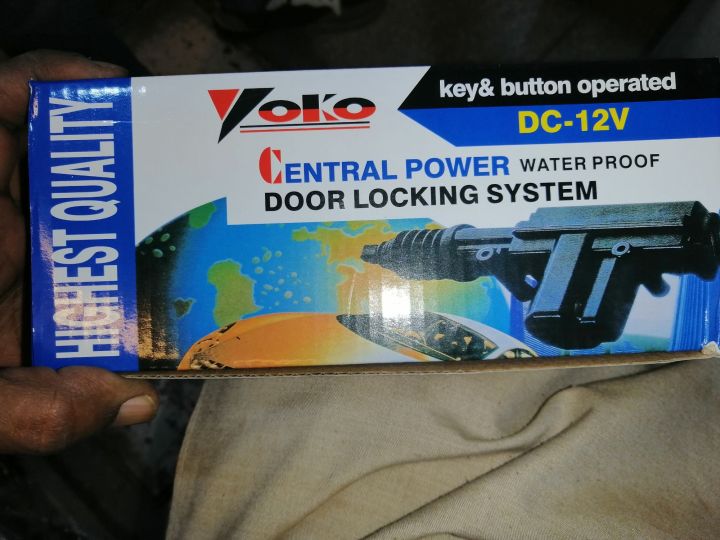 HIGHEST QUALITY
YOKO
key& button operated
DC-12V
CENTRAL POWER WATER PROOF
DOOR LOCKING SYSTEM